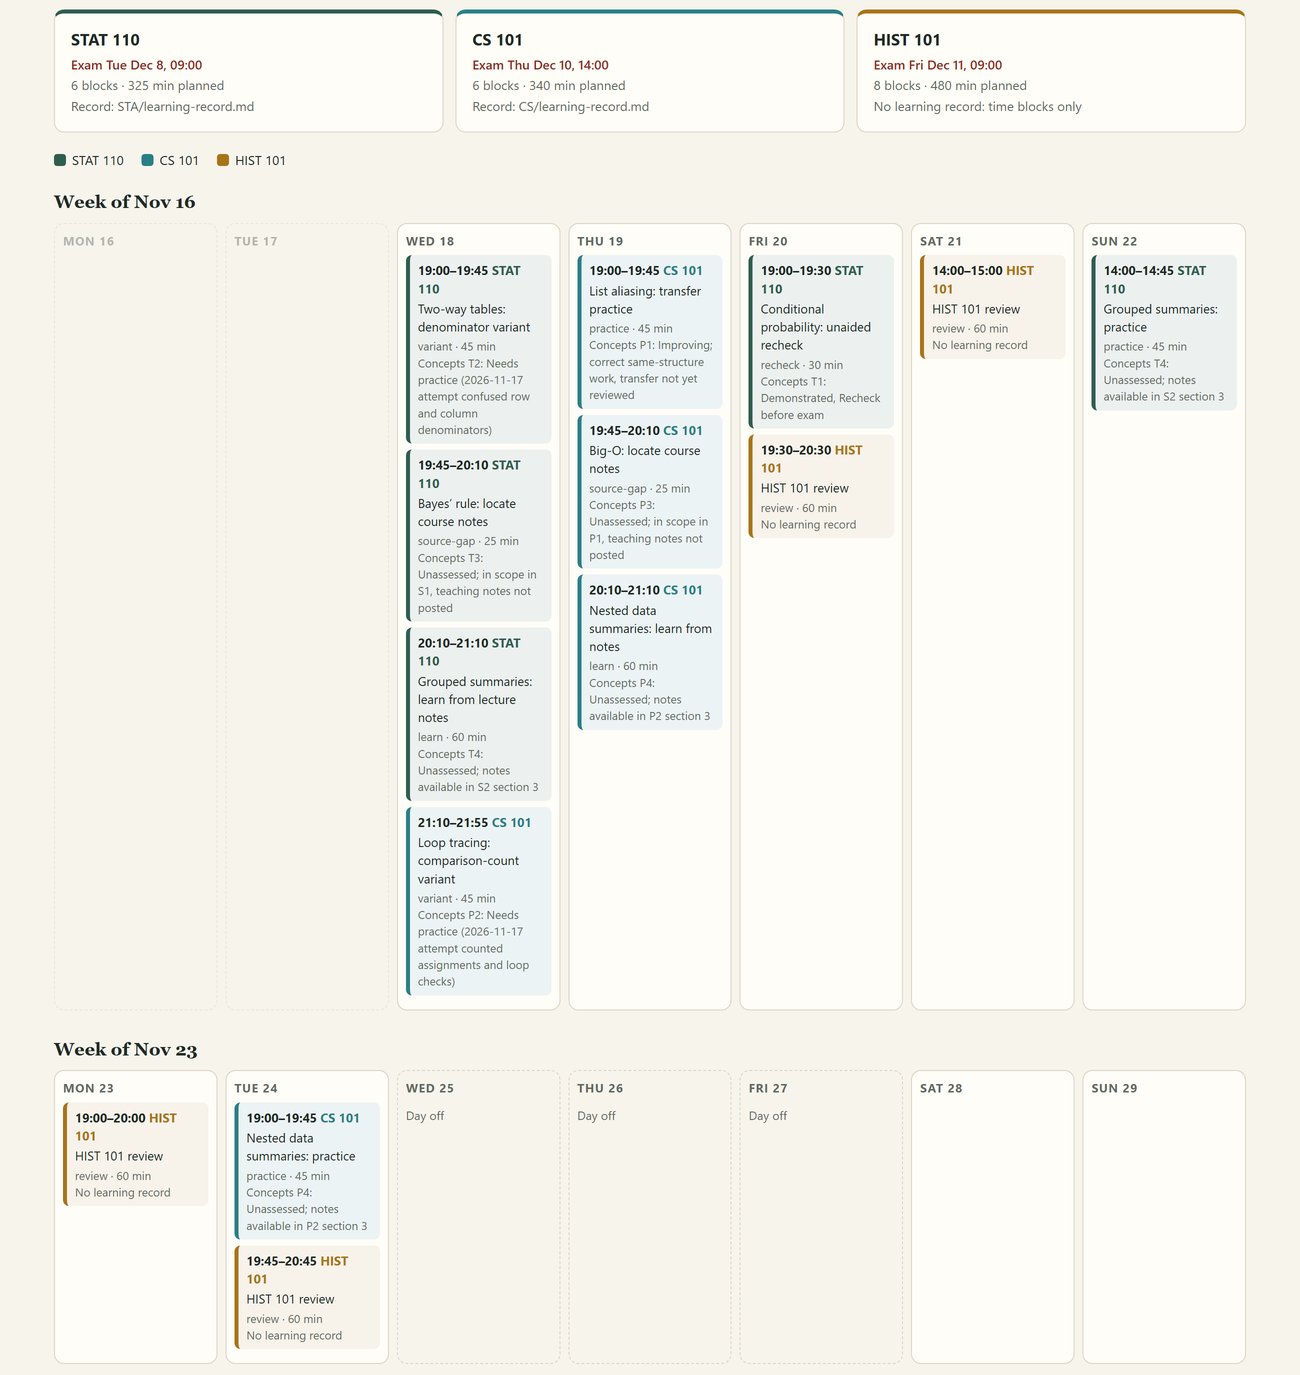 STAT 110
Exam Tue Dec 8, 09:00
6 blocks · 325 min planned
Record: STA/learning-record.md
CS 101
Exam Thu Dec 10, 14:00
6 blocks · 340 min planned
Record: CS/learning-record.md
HIST 101
Exam Fri Dec 11, 09:00
8 blocks · 480 min planned
No learning record: time blocks only
STAT 110
CS 101
HIST 101
Week of Nov 16
MON 16
TUE 17
WED 18
19:00–19:45 STAT
110
Two-way tables:
denominator variant
variant · 45 min
Concepts T2: Needs
practice (2026-11-17
attempt confused row
and column
denominators)
19:45–20:10 STAT
110
Bayes’ rule: locate
course notes
source-gap · 25 min
Concepts T3:
Unassessed; in scope in
S1, teaching notes not
posted
20:10–21:10 STAT
110
Grouped summaries:
learn from lecture
notes
learn · 60 min
Concepts T4:
Unassessed; notes
available in S2 section 3
21:10–21:55 CS 101
Loop tracing:
comparison-count
variant
variant · 45 min
Concepts P2: Needs
practice (2026-11-17
attempt counted
assignments and loop
checks)
THU 19
19:00–19:45 CS 101
List aliasing: transfer
practice
practice · 45 min
Concepts P1: Improving;
correct same-structure
work, transfer not yet
reviewed
19:45–20:10 CS 101
Big-O: locate course
notes
source-gap · 25 min
Concepts P3:
Unassessed; in scope in
P1, teaching notes not
posted
20:10–21:10 CS 101
Nested data
summaries: learn from
notes
learn · 60 min
Concepts P4:
Unassessed; notes
available in P2 section 3
FRI 20
19:00–19:30 STAT
110
Conditional
probability: unaided
recheck
recheck · 30 min
Concepts T1:
Demonstrated, Recheck
before exam
19:30–20:30 HIST
101
HIST 101 review
review · 60 min
No learning record
SAT 21
14:00–15:00 HIST
101
HIST 101 review
review · 60 min
No learning record
SUN 22
14:00–14:45 STAT
110
Grouped summaries:
practice
practice · 45 min
Concepts T4:
Unassessed; notes
available in S2 section 3
Week of Nov 23
MON 23
19:00–20:00 HIST
101
HIST 101 review
review · 60 min
No learning record
TUE 24
19:00–19:45 CS 101
Nested data
summaries: practice
practice · 45 min
Concepts P4:
Unassessed; notes
available in P2 section 3
19:45–20:45 HIST
101
HIST 101 review
review · 60 min
No learning record
WED 25
Day off
THU 26
Day off
FRI 27
Day off
SAT 28
SUN 29